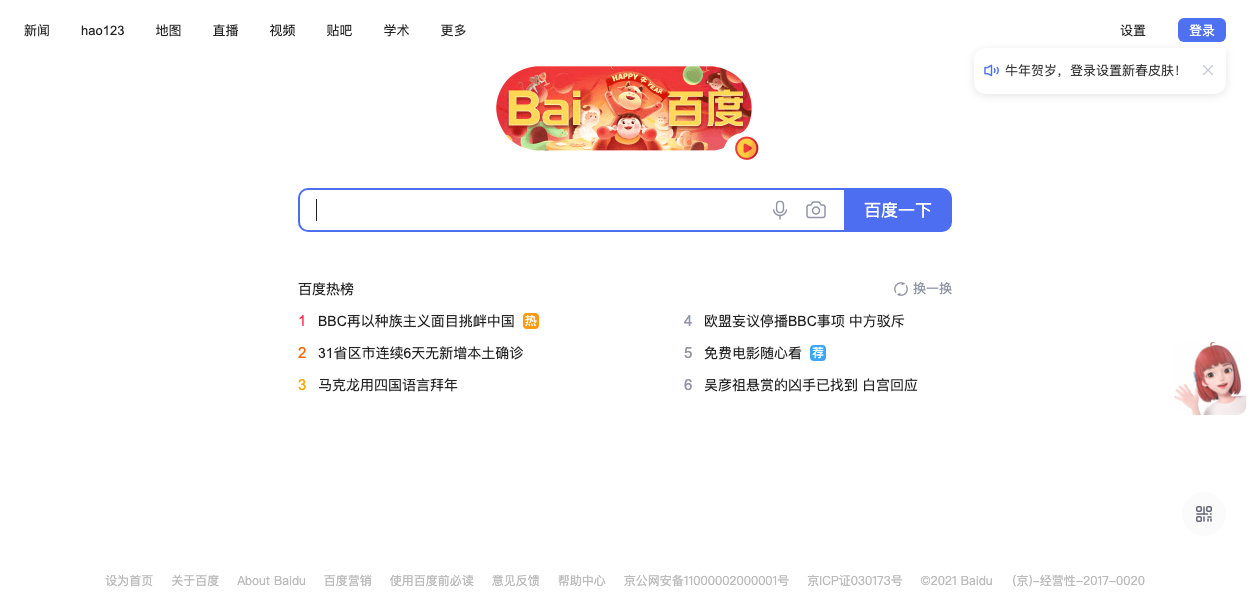 新闻 hao123 地图 直播 视频 贴吧 学术 更多 设置 登录
牛年贺岁，登录设置新春皮肤！
HAPPY 牛 YEAR
Bai 百度
百度一下
百度热榜 换一换
1 BBC再以种族主义面目挑衅中国 热
2 31省区市连续6天无新增本土确诊
3 马克龙用四国语言拜年
4 欧盟妄议停播BBC事项 中方驳斥
5 免费电影随心看 荐
6 吴彦祖悬赏的凶手已找到 白宫回应
设为首页 关于百度 About Baidu 百度营销 使用百度前必读 意见反馈 帮助中心 京公网安备11000002000001号 京ICP证030173号 ©2021 Baidu (京)-经营性-2017-0020